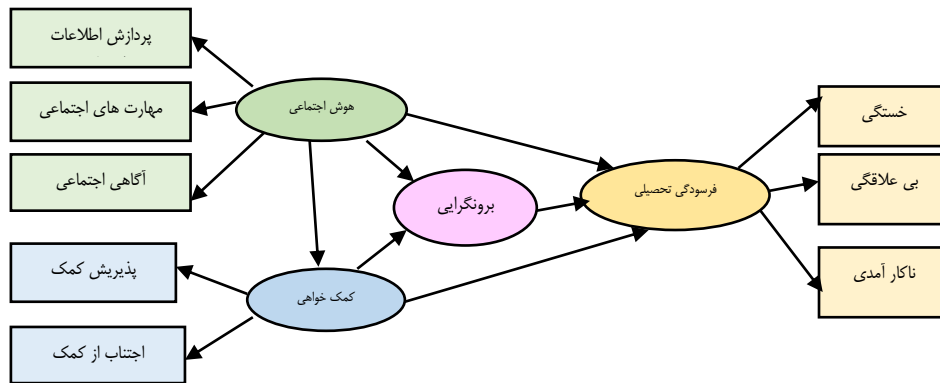 پردازش اطلاعات
مهارت های اجتماعی
آگاهی اجتماعی
پذیریش کمک
اجتناب از کمک
هوش اجتماعی
برونگرایی
کمک خواهی
فرسودگی تحصیلی
خستگی
بی علاقگی
ناکار آمدی